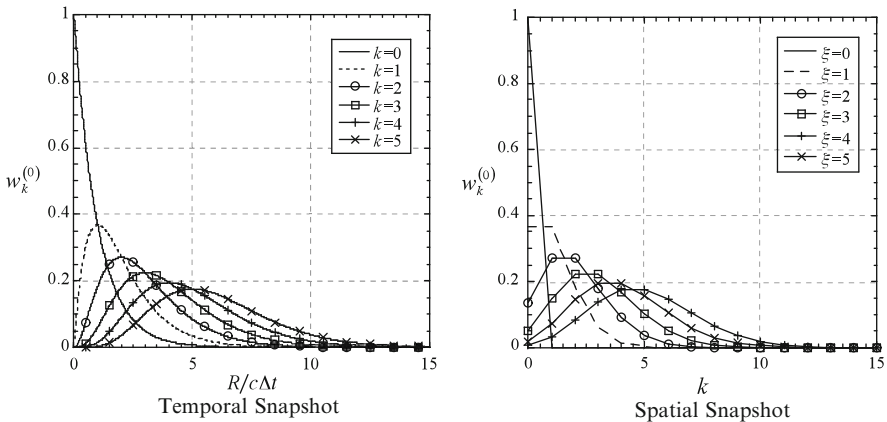 1
0.8
0.6
w_k^{(0)}
0.4
0.2
0
0 5 10 15
R/cΔt
Temporal Snapshot
k=0
k=1
k=2
k=3
k=4
k=5
1
0.8
0.6
w_k^{(0)}
0.4
0.2
0
0 5 10 15
k
Spatial Snapshot
ξ=0
ξ=1
ξ=2
ξ=3
ξ=4
ξ=5